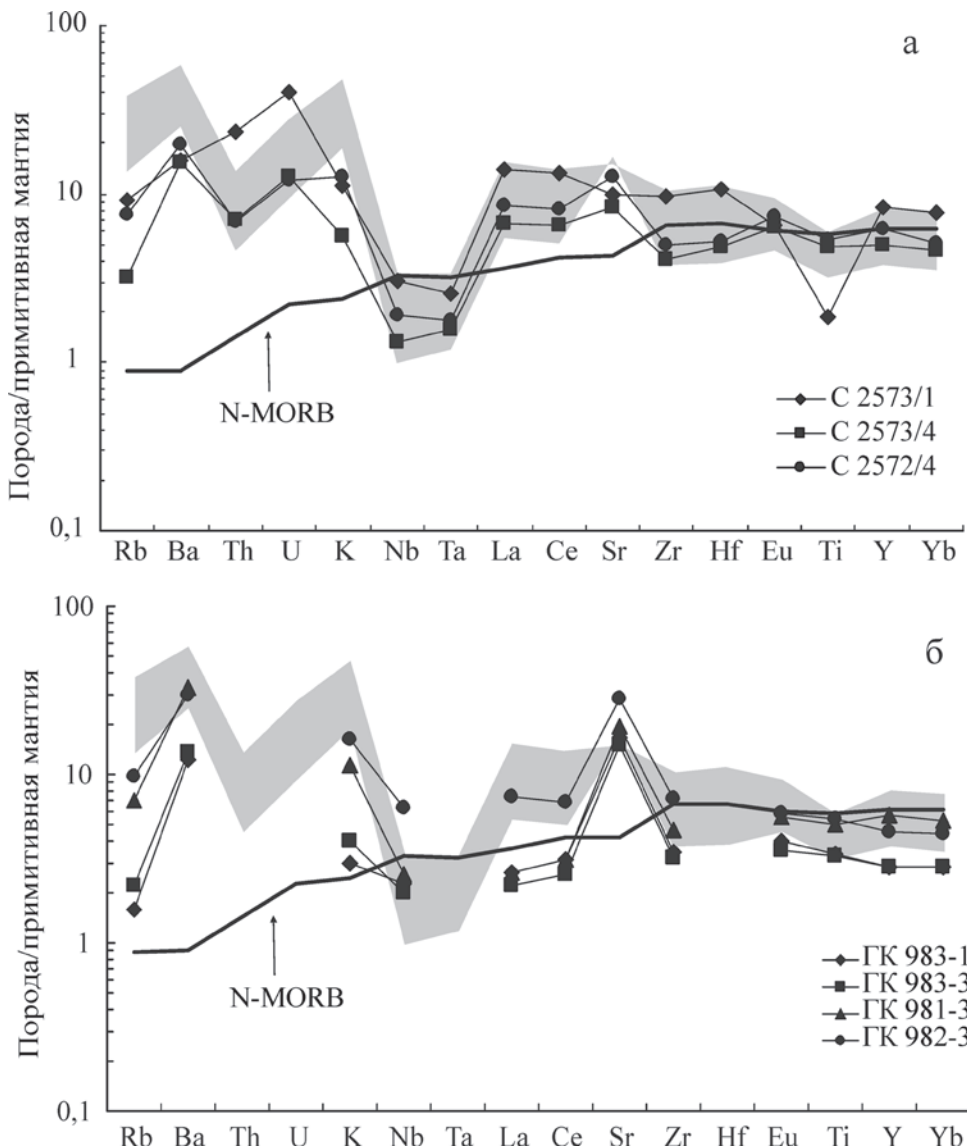 100
а
10
Порода/примитивная мантия
1
N-MORB
С 2573/1
С 2573/4
С 2572/4
0,1
Rb Ba Th U K Nb Ta La Ce Sr Zr Hf Eu Ti Y Yb
100
б
10
Порода/примитивная мантия
1
N-MORB
ГК 983-1
ГК 983-3
ГК 981-3
ГК 982-3
0,1
Rb Ba Th U K Nb Ta La Ce Sr Zr Hf Eu Ti Y Yb